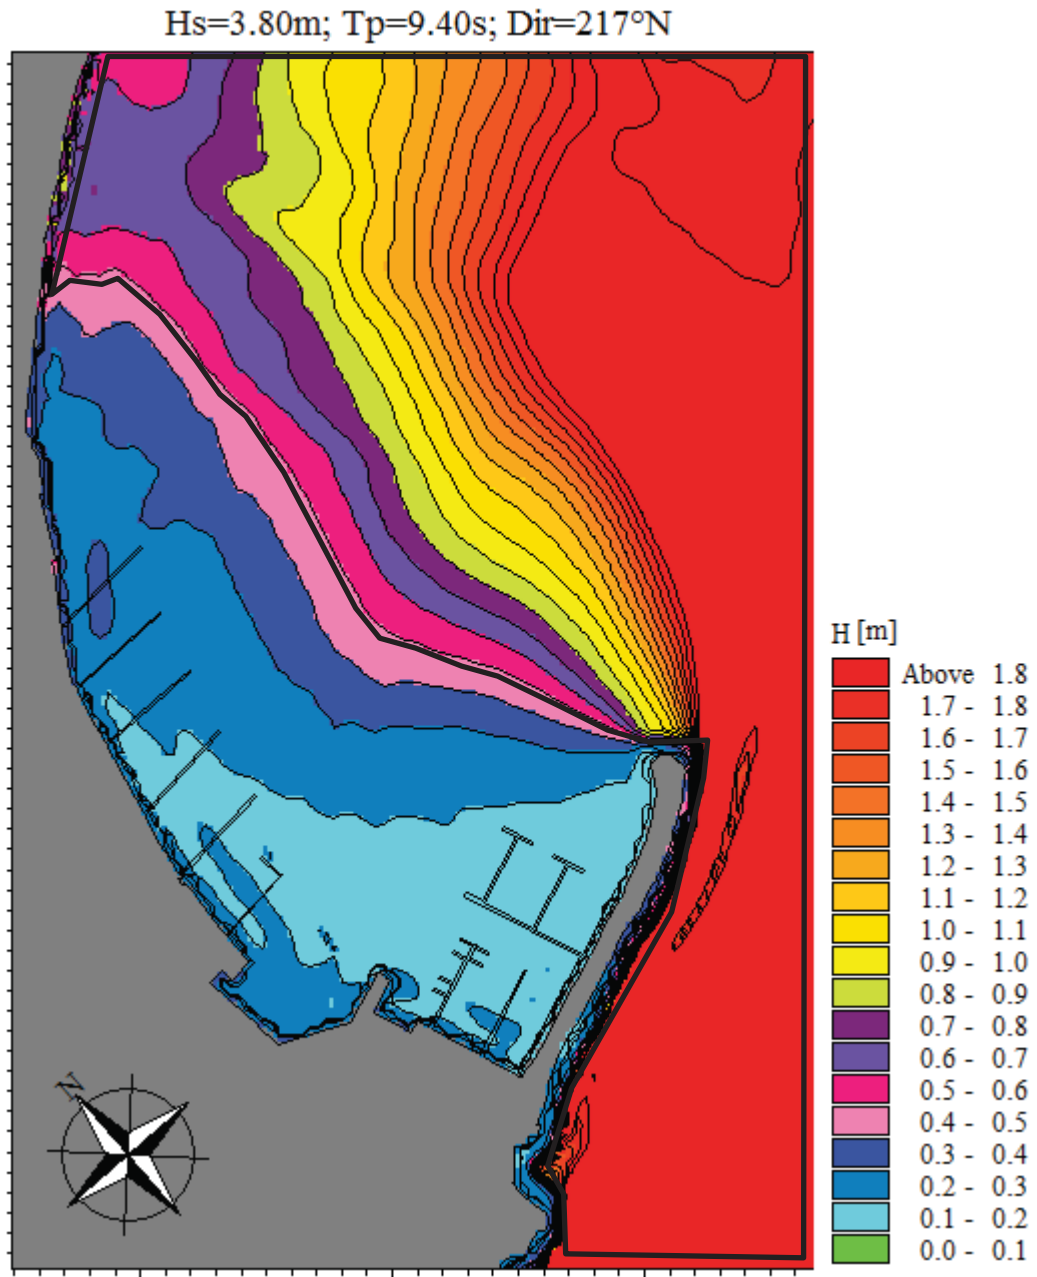 Hs=3.80m; Tp=9.40s; Dir=217°N
H [m]
Above 1.8
1.7 - 1.8
1.6 - 1.7
1.5 - 1.6
1.4 - 1.5
1.3 - 1.4
1.2 - 1.3
1.1 - 1.2
1.0 - 1.1
0.9 - 1.0
0.8 - 0.9
0.7 - 0.8
0.6 - 0.7
0.5 - 0.6
0.4 - 0.5
0.3 - 0.4
0.2 - 0.3
0.1 - 0.2
0.0 - 0.1
N